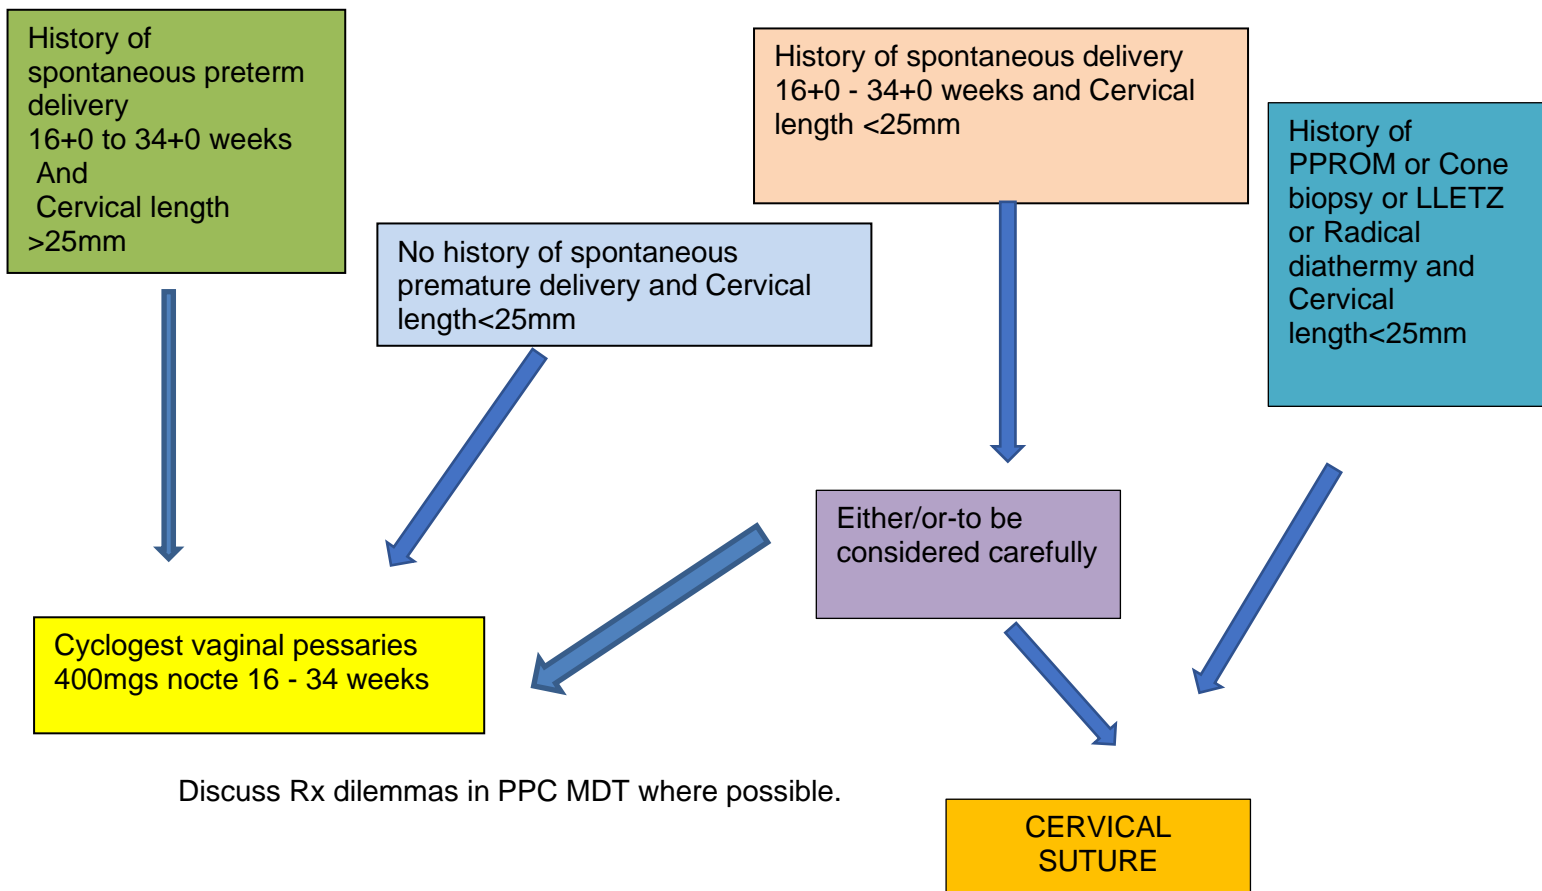 History of
spontaneous preterm
delivery
16+0 to 34+0 weeks
And
Cervical length
>25mm
No history of spontaneous
premature delivery and Cervical
length<25mm
History of spontaneous delivery
16+0 - 34+0 weeks and Cervical
length <25mm
History of
PPROM or Cone
biopsy or LLETZ
or Radical
diathermy and
Cervical
length<25mm
Either/or-to be
considered carefully
Cyclogest vaginal pessaries
400mgs nocte 16 - 34 weeks
Discuss Rx dilemmas in PPC MDT where possible.
CERVICAL
SUTURE